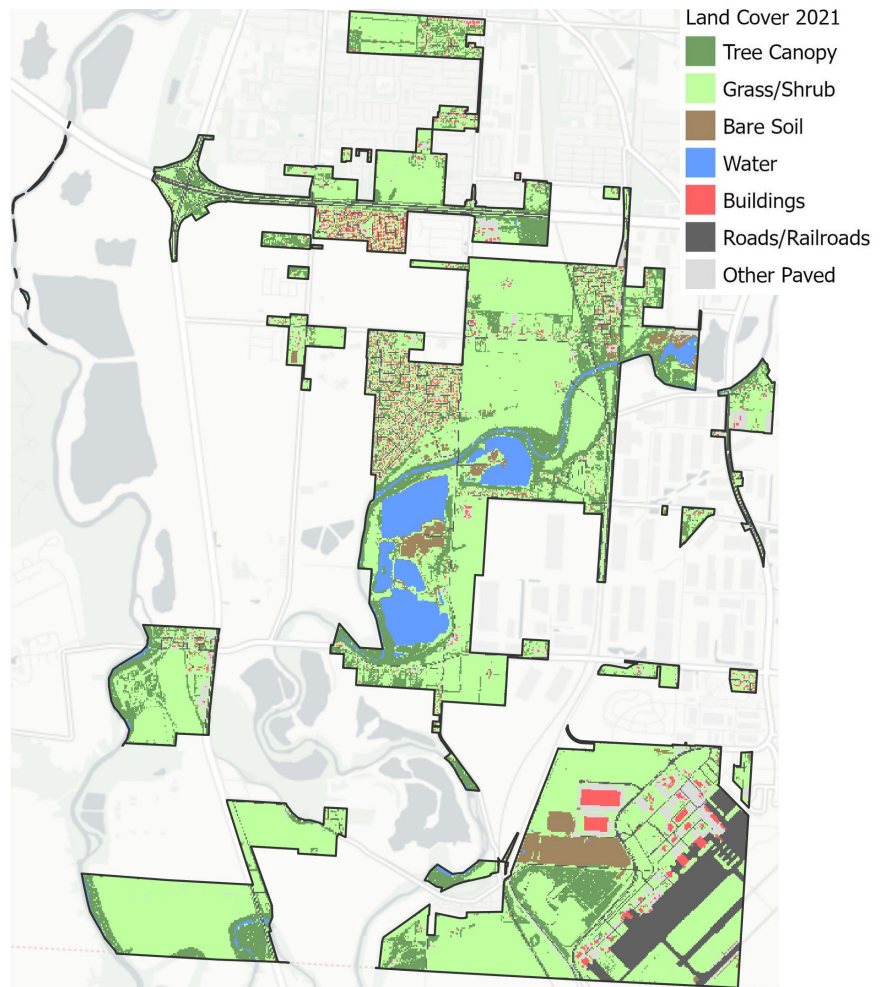 Land Cover 2021
Tree Canopy
Grass/Shrub
Bare Soil
Water
Buildings
Roads/Railroads
Other Paved